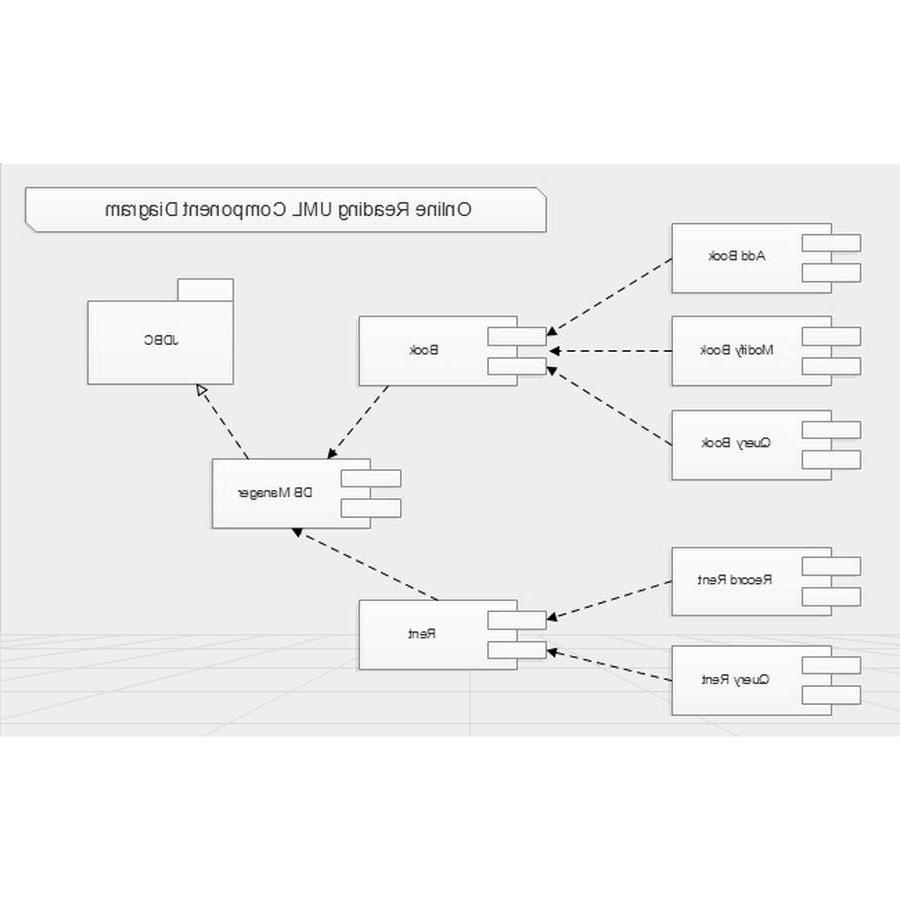 Online Reading UML Component Diagram
Add Book
JDBC
Book
Modify Book
Query Book
DB Manager
Record Rent
Rent
Query Rent